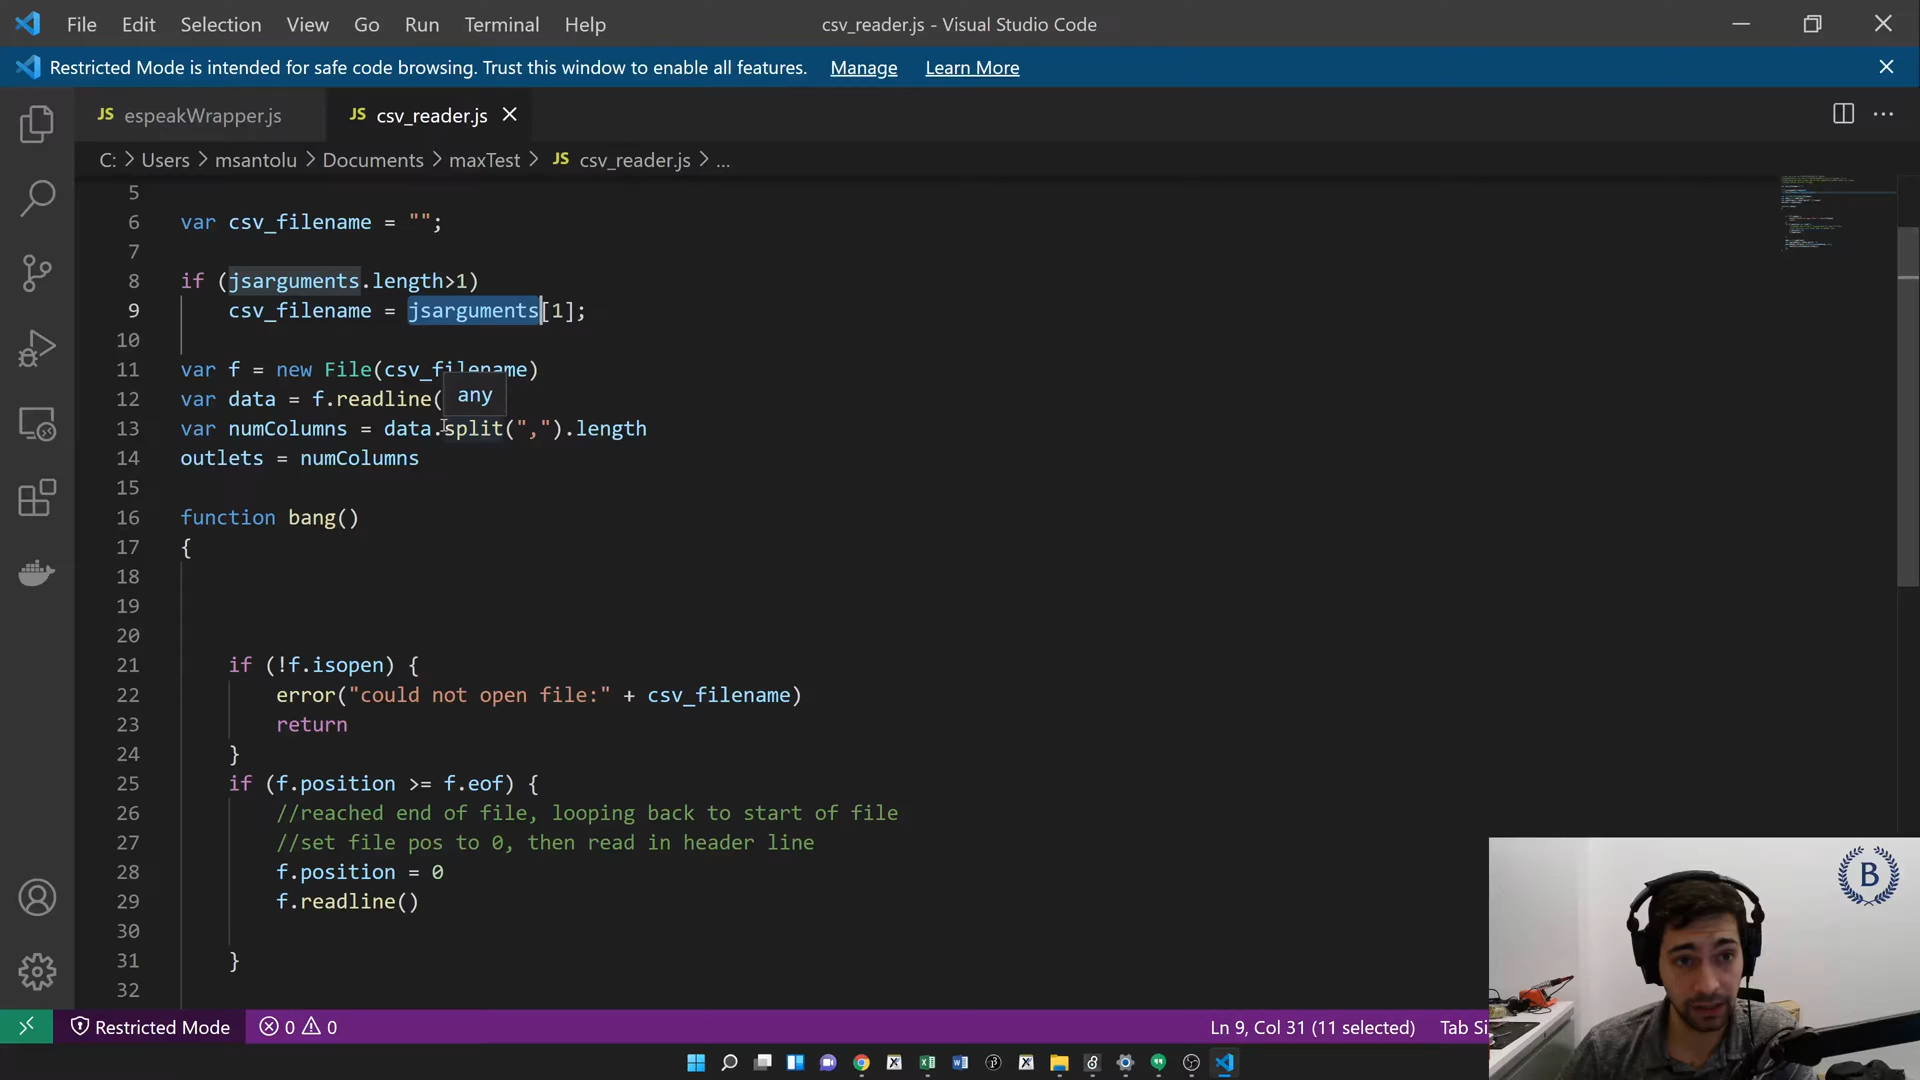 File Edit Selection View Go Run Terminal Help csv_reader.js - Visual Studio Code
Restricted Mode is intended for safe code browsing. Trust this window to enable all features. Manage Learn More
JS espeakWrapper.js JS csv_reader.js
C: > Users > msantolu > Documents > maxTest > JS csv_reader.js > ...
5
6 var csv_filename = "";
7
8 if (jsarguments.length>1)
9 csv_filename = jsarguments[1];
10
11 var f = new File(csv_filename)
12 var data = f.readline(
any
13 var numColumns = data.split(",").length
14 outlets = numColumns
15
16 function bang()
17 {
18
19
20
21 if (!f.isopen) {
22 error("could not open file:" + csv_filename)
23 return
24 }
25 if (f.position >= f.eof) {
26 //reached end of file, looping back to start of file
27 //set file pos to 0, then read in header line
28 f.position = 0
29 f.readline()
30
31 }
32
B
Restricted Mode 0 0 Ln 9, Col 31 (11 selected) Tab Si